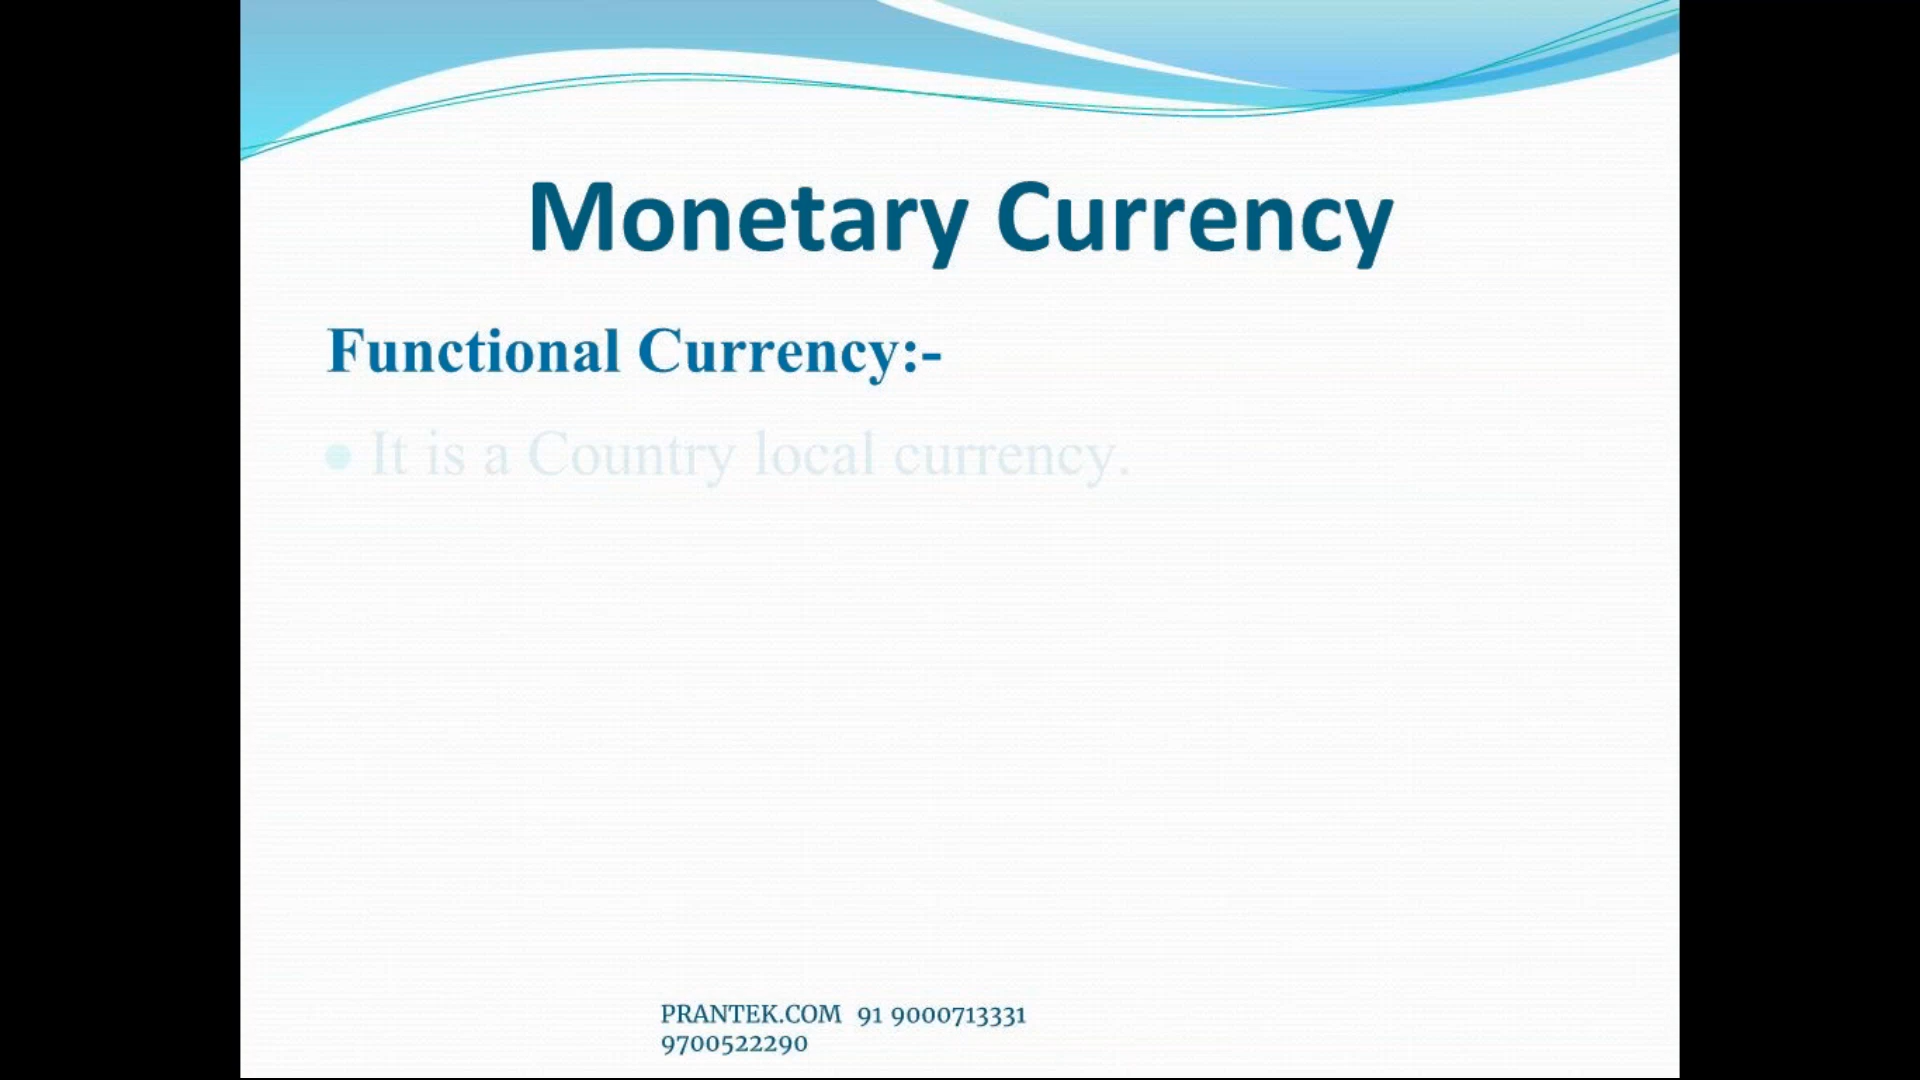 Monetary Currency
Functional Currency:-
● It is a Country local currency.
PRANTEK.COM 91 9000713331
9700522290